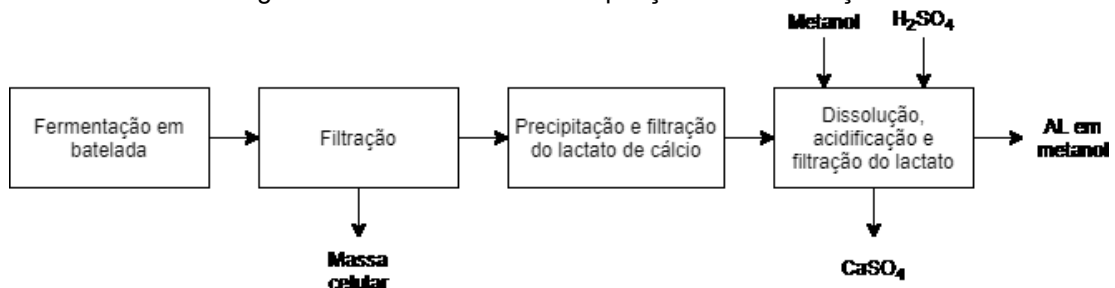 Metanol
H₂SO₄
Fermentação em
batelada
Filtração
Precipitação e filtração
do lactato de cálcio
Dissolução,
acidificação e
filtração do lactato
AL em
metanol
Massa
celular
CaSO₄